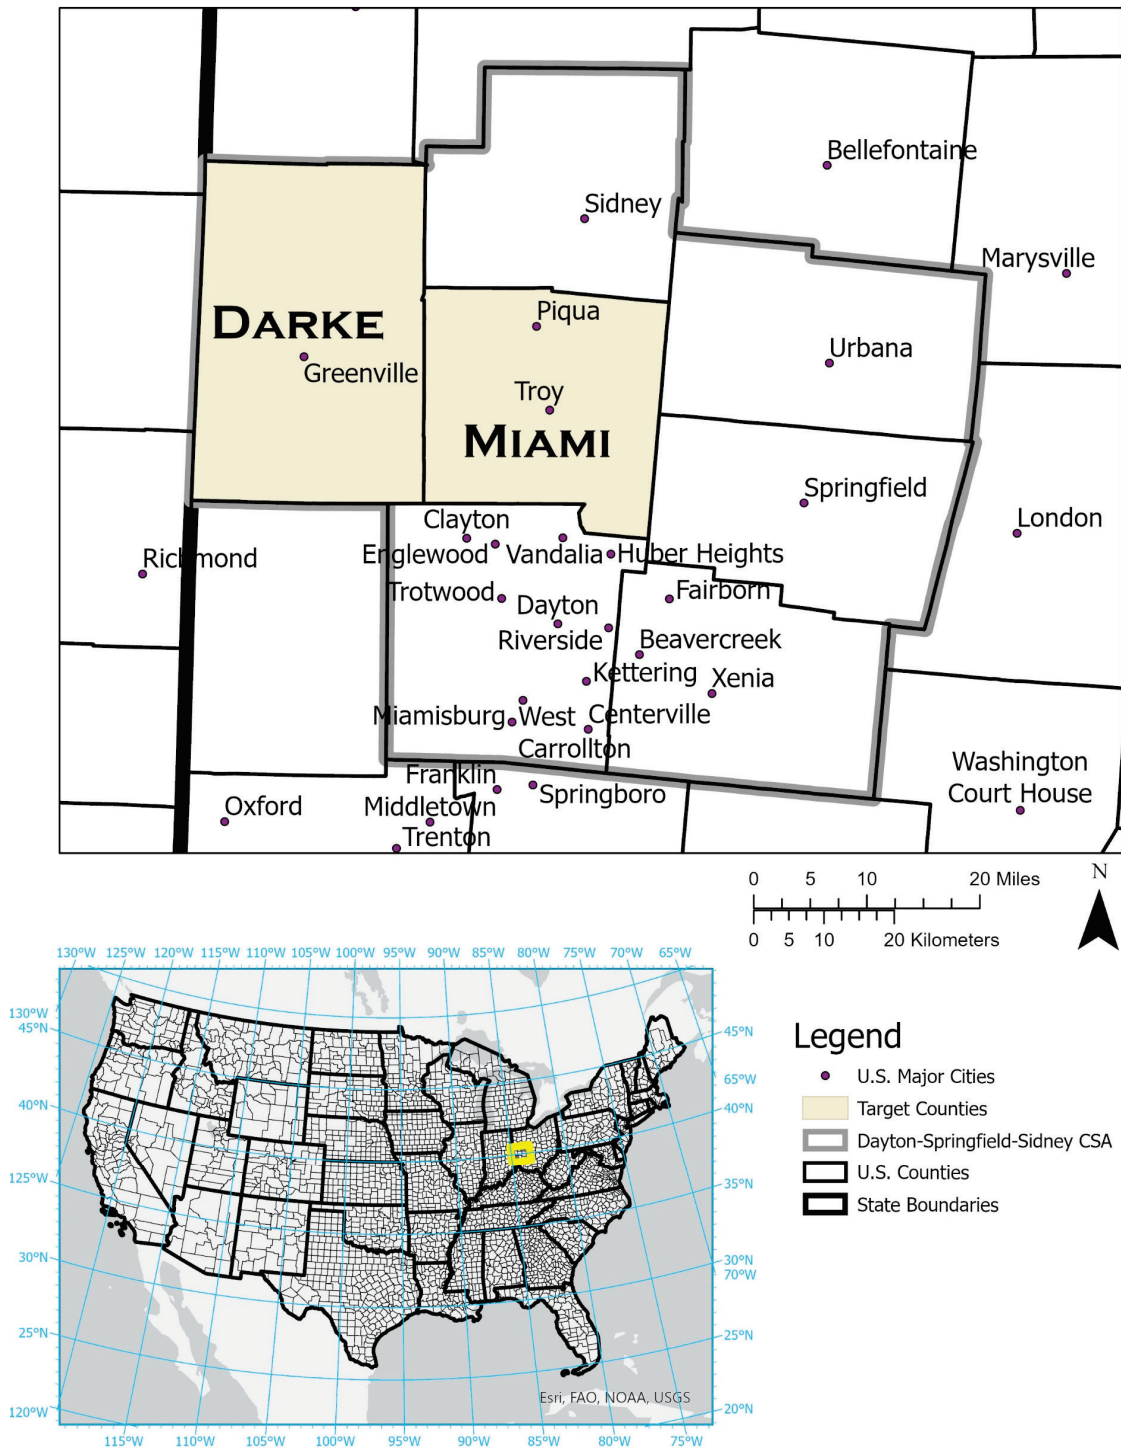 Bellefontaine
Sidney
Marysville
Piqua
DARKE
Urbana
Greenville
Troy
MIAMI
Springfield
Clayton
London
Englewood
Vandalia
Huber Heights
Richmond
Trotwood
Fairborn
Dayton
Riverside
Beavercreek
Kettering
Xenia
Miamisburg
West
Carrollton
Centerville
Franklin
Springboro
Washington
Court House
Oxford
Middletown
Trenton
0 5 10 20 Miles
0 5 10 20 Kilometers
N
130°W 125°W 120°W 115°W 110°W 105°W 100°W 95°W 90°W 85°W 80°W 75°W 70°W 65°W
130°W
45°N
40°N
125°W
35°N
30°N
25°N
120°W
45°N
65°W
40°N
35°N
30°N
70°W
25°N
20°N
115°W 110°W 105°W 100°W 95°W 90°W 85°W 80°W 75°W
Esri, FAO, NOAA, USGS
Legend
U.S. Major Cities
Target Counties
Dayton-Springfield-Sidney CSA
U.S. Counties
State Boundaries